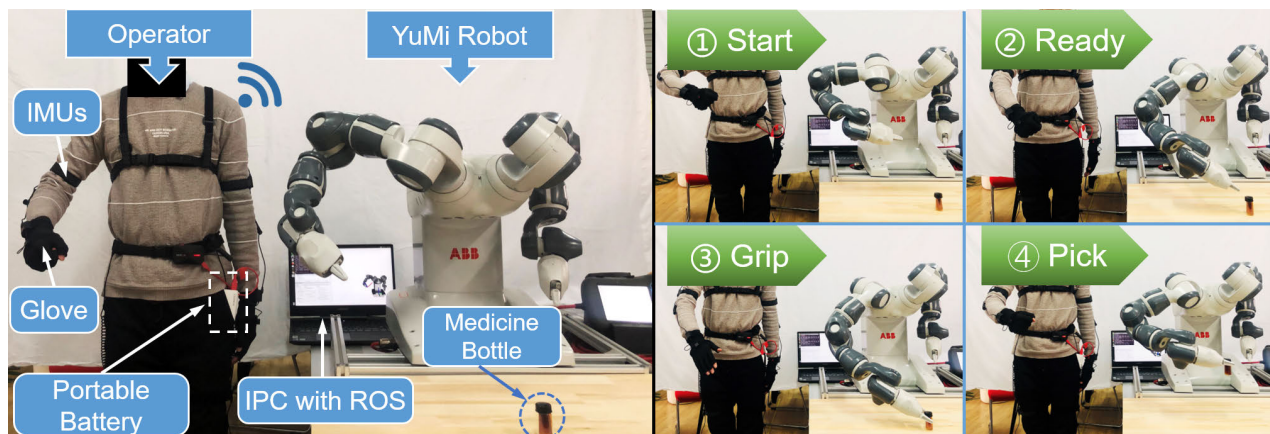 Operator
YuMi Robot
IMUs
Glove
Portable
Battery
IPC with ROS
Medicine
Bottle
ABB
① Start
ABB
② Ready
ABB
③ Grip
ABB
④ Pick
ABB